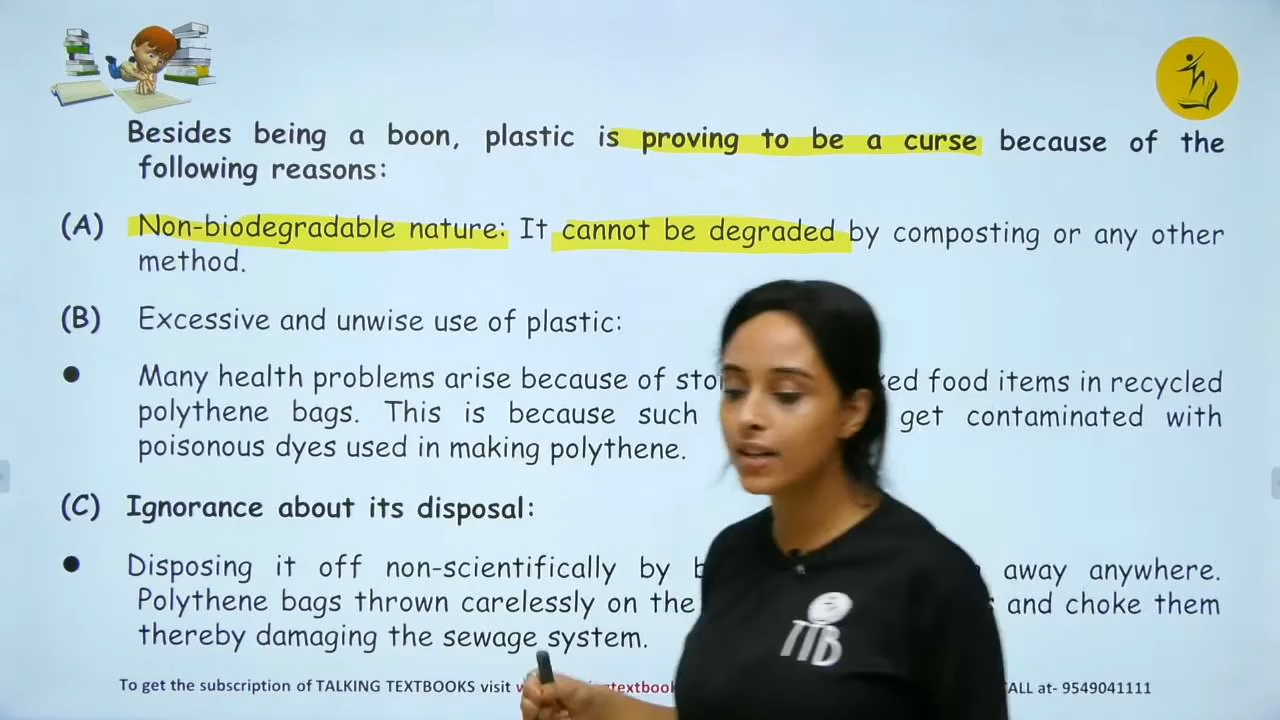 Besides being a boon, plastic is proving to be a curse because of the
following reasons:
(A) Non-biodegradable nature: It cannot be degraded by composting or any other
method.
(B) Excessive and unwise use of plastic:
● Many health problems arise because of food items in recycled
polythene bags. This is because such get contaminated with
poisonous dyes used in making polythene.
(C) Ignorance about its disposal:
● Disposing it off non-scientifically by away anywhere.
Polythene bags thrown carelessly on the and choke them
thereby damaging the sewage system.
TTB
To get the subscription of TALKING TEXTBOOKS visit at- 9549041111